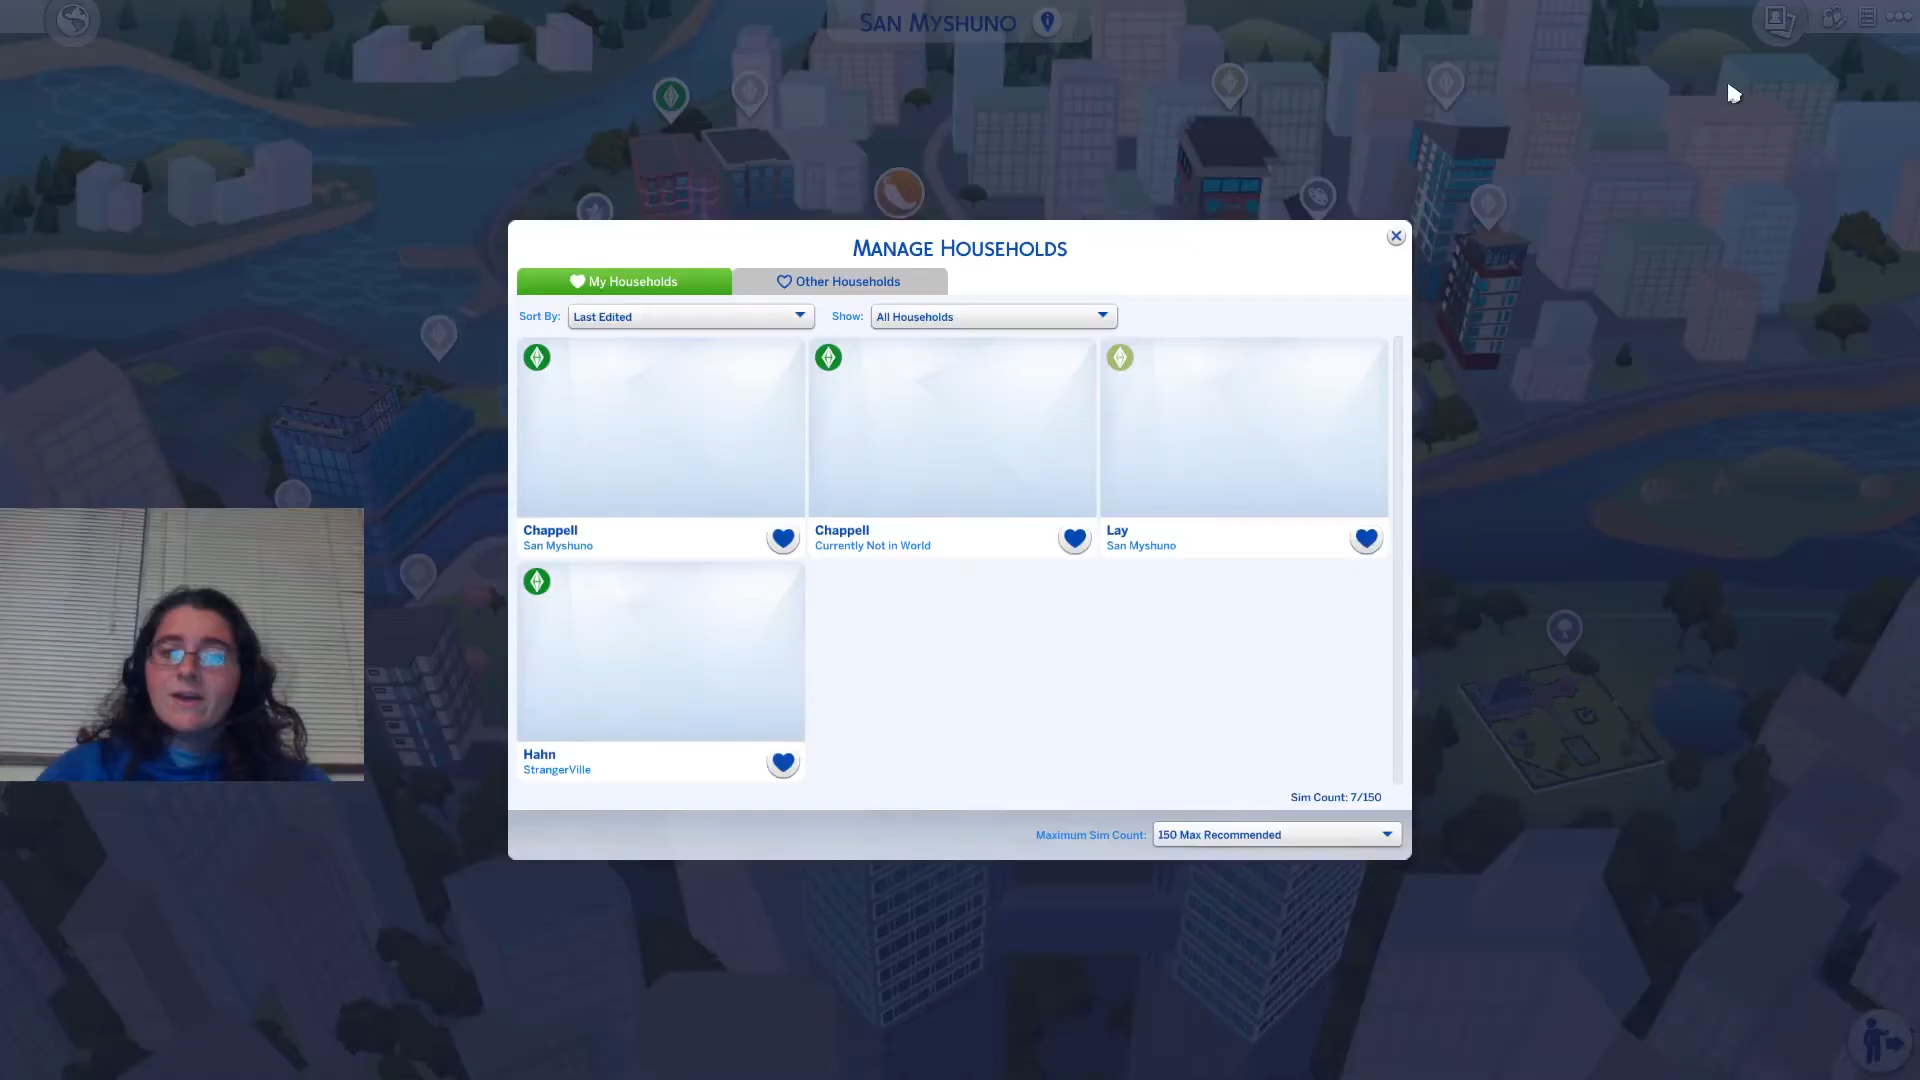 San Myshuno
Manage Households
My Households
Other Households
Sort By: Last Edited
Show: All Households
Chappell
San Myshuno
Chappell
Currently Not in World
Lay
San Myshuno
Hahn
StrangerVille
Sim Count: 7/150
Maximum Sim Count: 150 Max Recommended